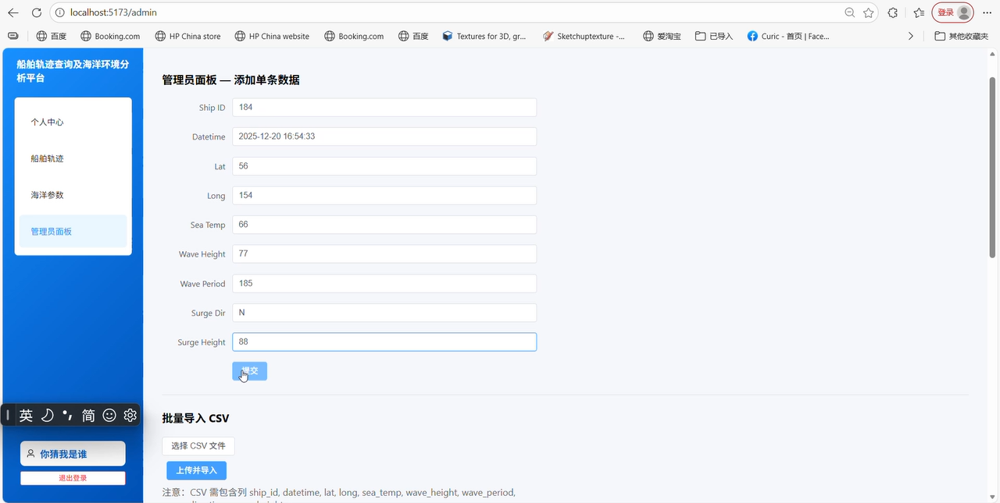 localhost:5173/admin
登录
百度
Booking.com
HP China store
HP China website
Booking.com
百度
Textures for 3D, gr...
Sketchuptexture -...
爱淘宝
已导入
Curic - 首页 | Face...
其他收藏夹
船舶轨迹查询及海洋环境分
析平台
个人中心
船舶轨迹
海洋参数
管理员面板
英
简
你猜我是谁
退出登录
管理员面板 — 添加单条数据
Ship ID 184
Datetime 2025-12-20 16:54:33
Lat 56
Long 154
Sea Temp 66
Wave Height 77
Wave Period 185
Surge Dir N
Surge Height 88
提交
批量导入 CSV
选择 CSV 文件
上传并导入
注意：CSV 需包含列 ship_id, datetime, lat, long, sea_temp, wave_height, wave_period,